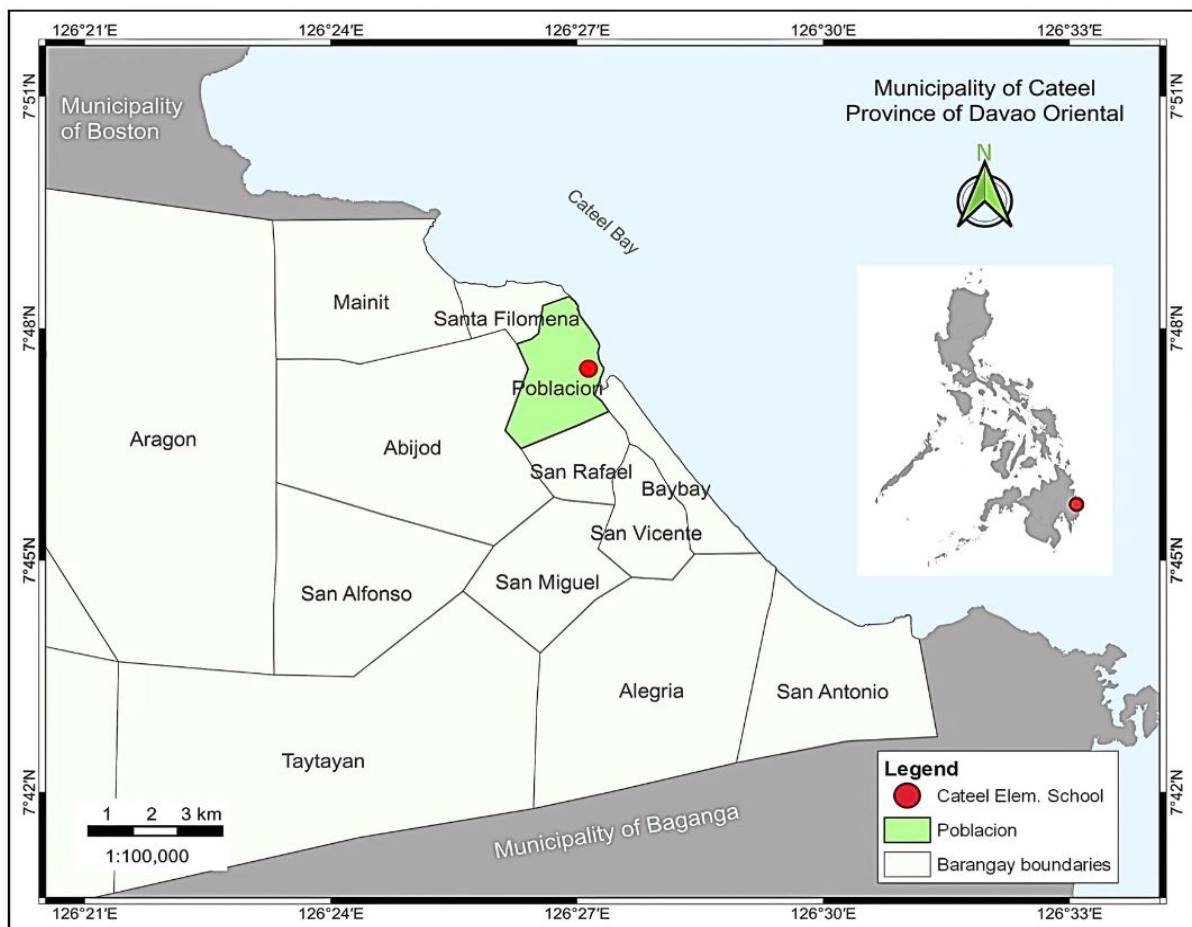 126°21'E 126°24'E 126°27'E 126°30'E 126°33'E
7°51'N
7°51'N
Municipality
of Boston
Municipality of Cateel
Province of Davao Oriental
N
Cateel Bay
Mainit
Santa Filomena
7°48'N
7°48'N
Poblacion
Aragon
Abijod
San Rafael
Baybay
San Vicente
7°45'N
7°45'N
San Miguel
San Alfonso
Alegria
San Antonio
Taytayan
7°42'N
7°42'N
Legend
Cateel Elem. School
Poblacion
Barangay boundaries
1 2 3 km
1:100,000
Municipality of Baganga
126°21'E 126°24'E 126°27'E 126°30'E 126°33'E